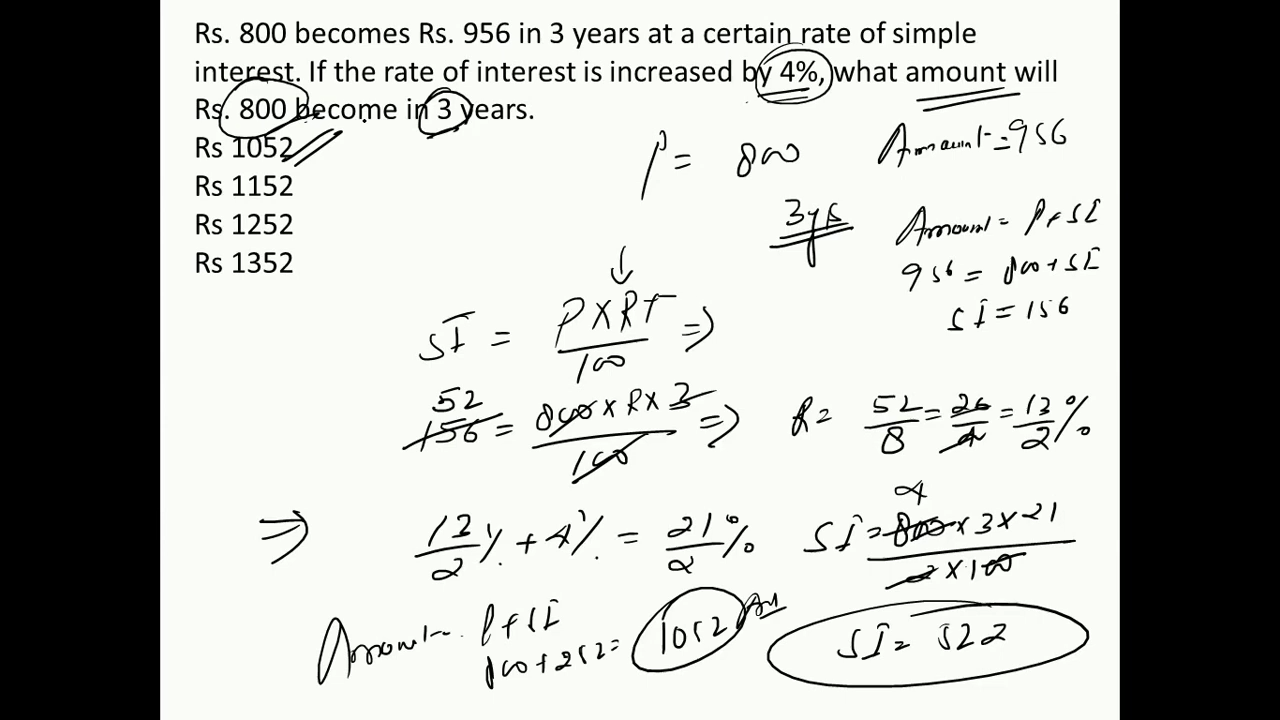 Rs. 800 becomes Rs. 956 in 3 years at a certain rate of simple
interest. If the rate of interest is increased by 4%, what amount will
Rs. 800 become in 3 years.
Rs 1052
Rs 1152
Rs 1252
Rs 1352
P = 800
Amount = 956
3 yrs
Amount = P + SI
956 = 800 + SI
SI = 156
SI = P X R T / 100 =>
52
156 = 800 x R x 3 / 100 => R = 52/8 = 26/4 = 13/2 %
=> 13/2 % + 4% = 21/2 %
4
SI = 800 x 3 x 21 / 2 x 100
Amount = P + SI
800 + 252 = 1052 Ans
SI = 522